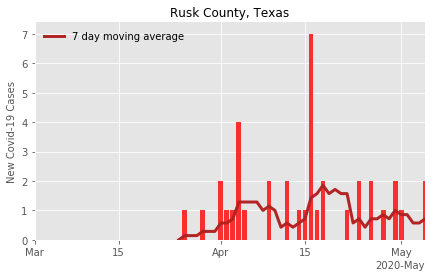 Rusk County, Texas
7 day moving average
New Covid-19 Cases
7
6
5
4
3
2
1
0
Mar
15
Apr
15
May
2020-May